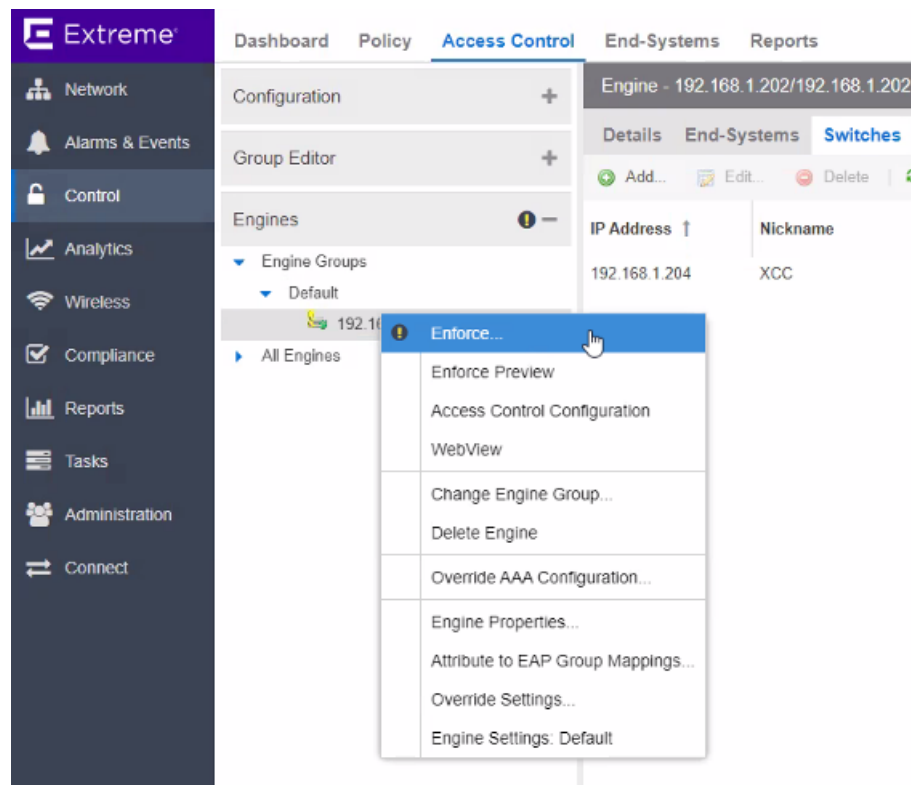 Extreme
Dashboard Policy Access Control End-Systems Reports
Network
Alarms & Events
Control
Analytics
Wireless
Compliance
Reports
Tasks
Administration
Connect
Configuration
Group Editor
Engines
Engine Groups
Default
192.16
All Engines
Engine - 192.168.1.202/192.168.1.202
Details End-Systems Switches
Add... Edit... Delete
IP Address Nickname
192.168.1.204 XCC
Enforce...
Enforce Preview
Access Control Configuration
WebView
Change Engine Group...
Delete Engine
Override AAA Configuration...
Engine Properties...
Attribute to EAP Group Mappings...
Override Settings...
Engine Settings: Default